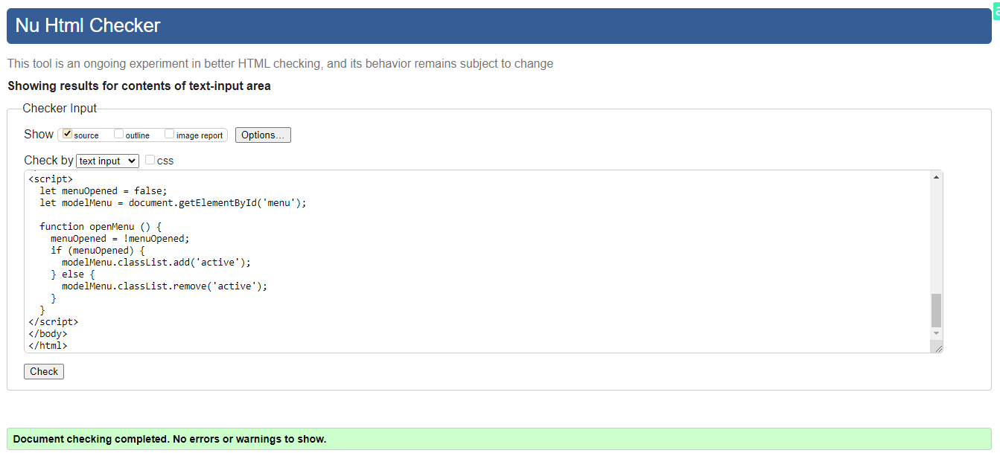 Nu Html Checker
This tool is an ongoing experiment in better HTML checking, and its behavior remains subject to change
Showing results for contents of text-input area
Checker Input
Show source outline image report Options...
Check by text input css
<script>
  let menuOpened = false;
  let modelMenu = document.getElementById('menu');

  function openMenu () {
    menuOpened = !menuOpened;
    if (menuOpened) {
      modelMenu.classList.add('active');
    } else {
      modelMenu.classList.remove('active');
    }
  }
</script>
</body>
</html>
Check
Document checking completed. No errors or warnings to show.